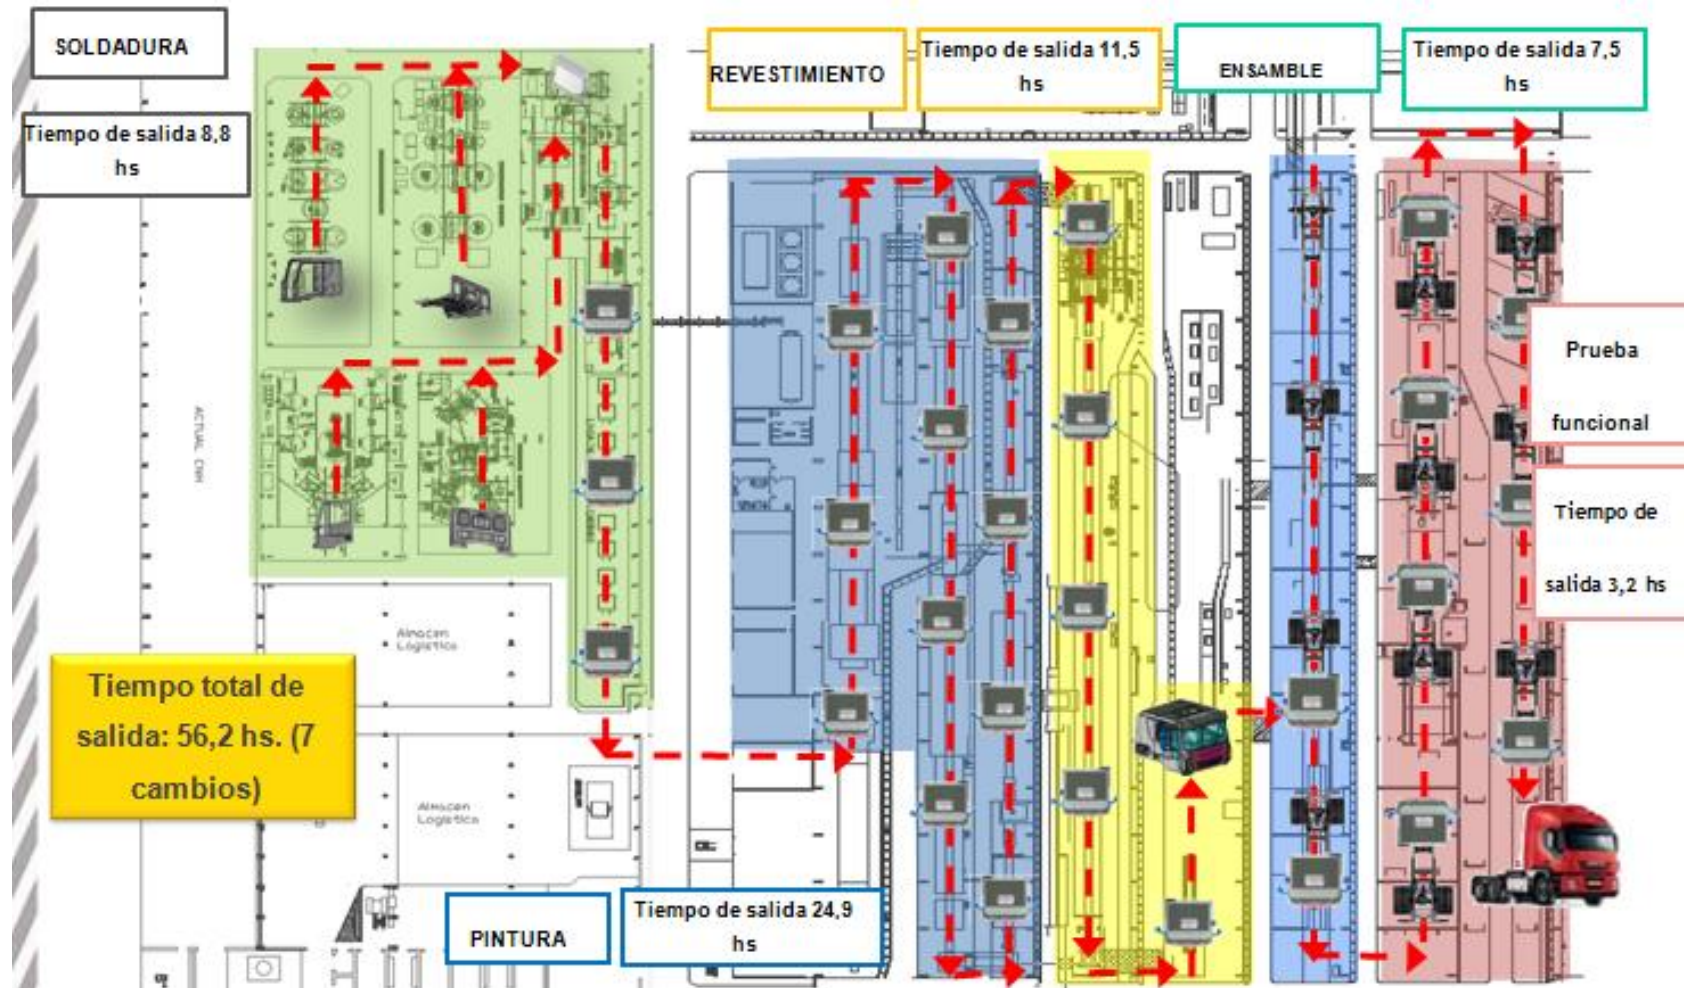 SOLDADURA
Tiempo de salida 8,8
hs
REVESTIMIENTO
Tiempo de salida 11,5
hs
ENSAMBLE
Tiempo de salida 7,5
hs
Prueba
funcional
Tiempo de
salida 3,2 hs
ACTUAL CNH
Almacen
Logistica
Tiempo total de
salida: 56,2 hs. (7
cambios)
Almacen
Logistica
PINTURA
Tiempo de salida 24,9
hs